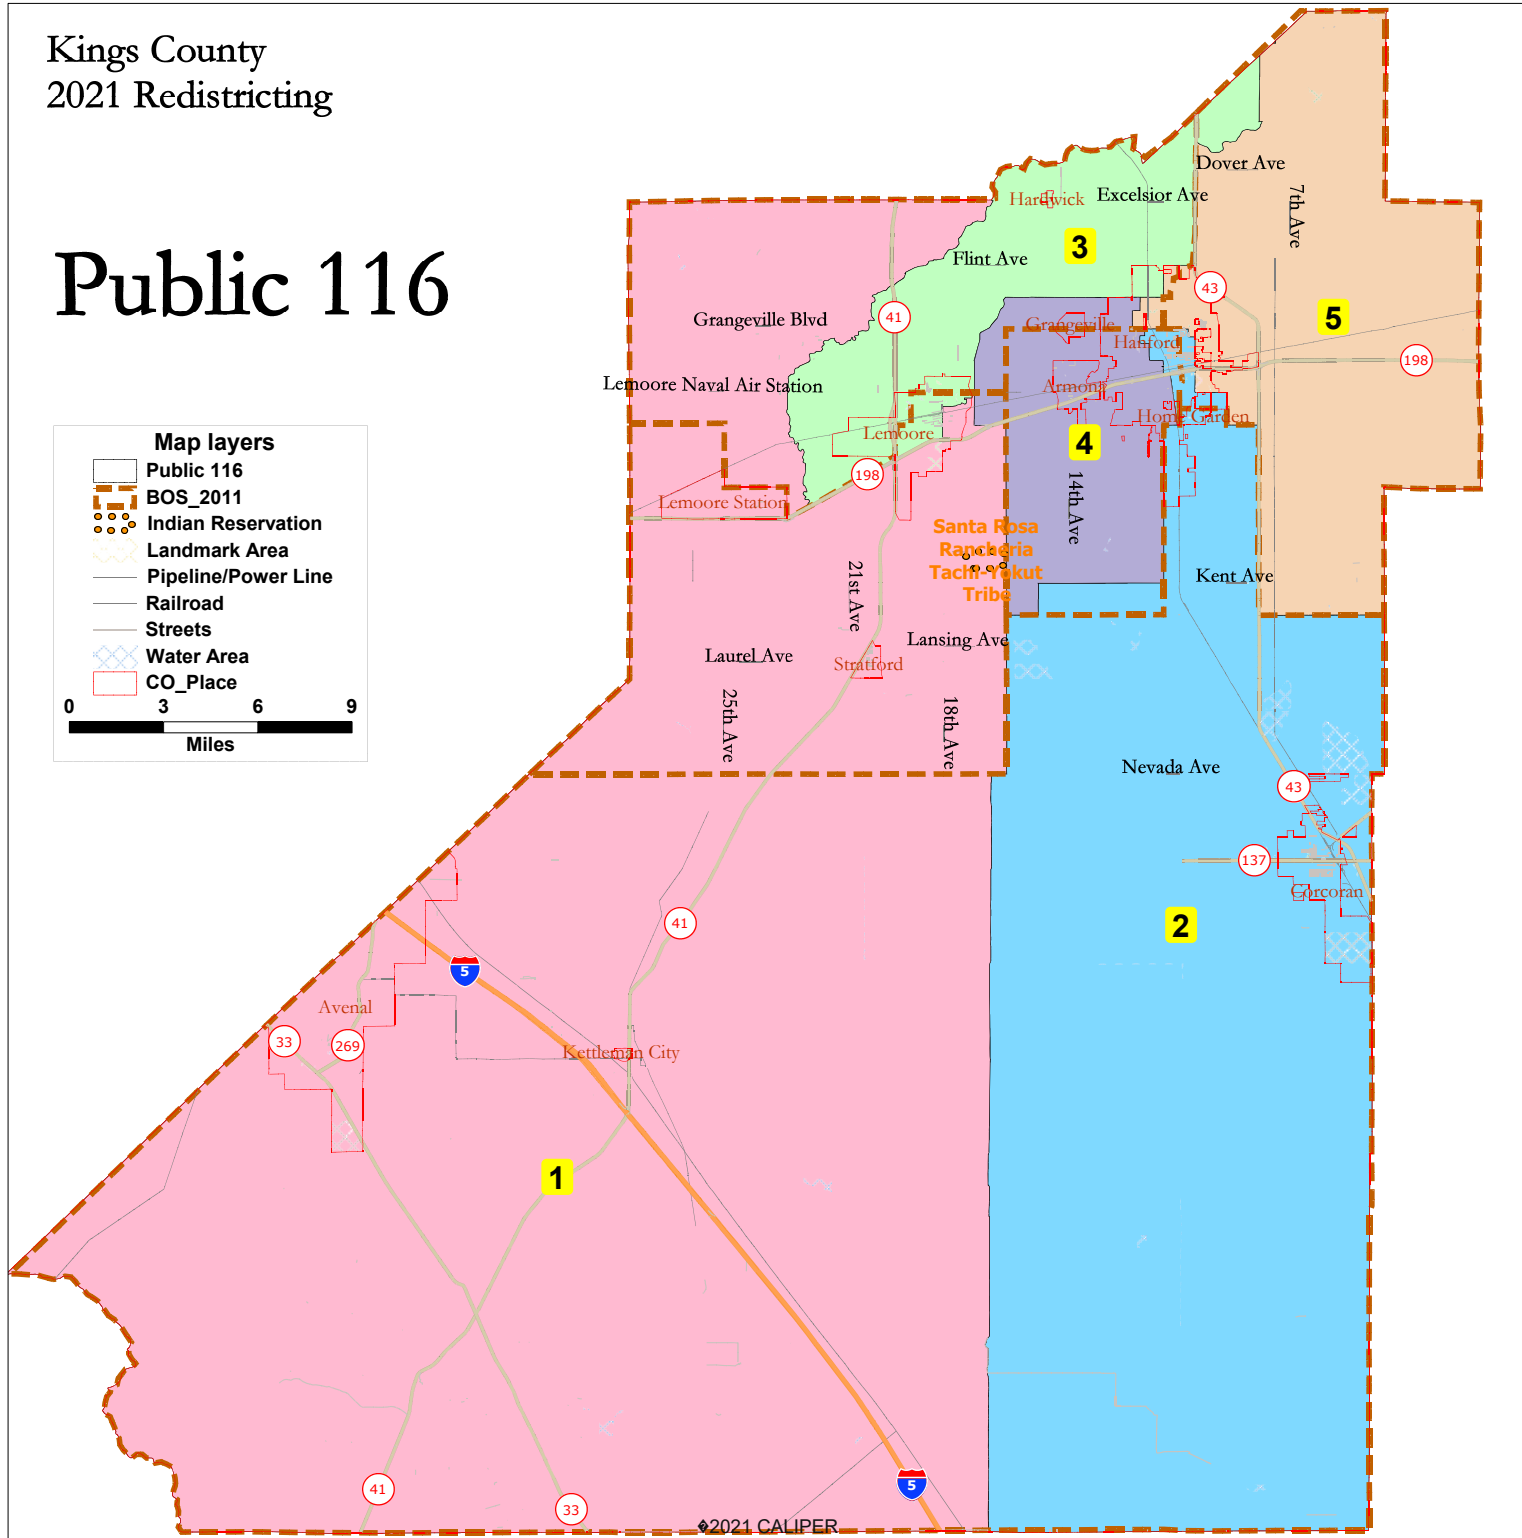 Kings County
2021 Redistricting
Public 116
Map layers
Public 116
BOS_2011
Indian Reservation
Landmark Area
Pipeline/Power Line
Railroad
Streets
Water Area
CO_Place
0 3 6 9
Miles
Dover Ave
Excelsior Ave
Hardwick
7th Ave
3
Flint Ave
43
5
41
Grangeville Blvd
Grangeville
Hanford
198
Lemoore Naval Air Station
Armona
Home Garden
Lemoore
4
198
Lemoore Station
14th Ave
Santa Rosa
Rancheria
Tachi-Yokut
Tribe
Kent Ave
21st Ave
Lansing Ave
Laurel Ave
Stratford
25th Ave
18th Ave
Nevada Ave
43
137
Corcoran
41
2
5
Avenal
33
269
Kettleman City
1
41
33
5
�2021 CALIPER